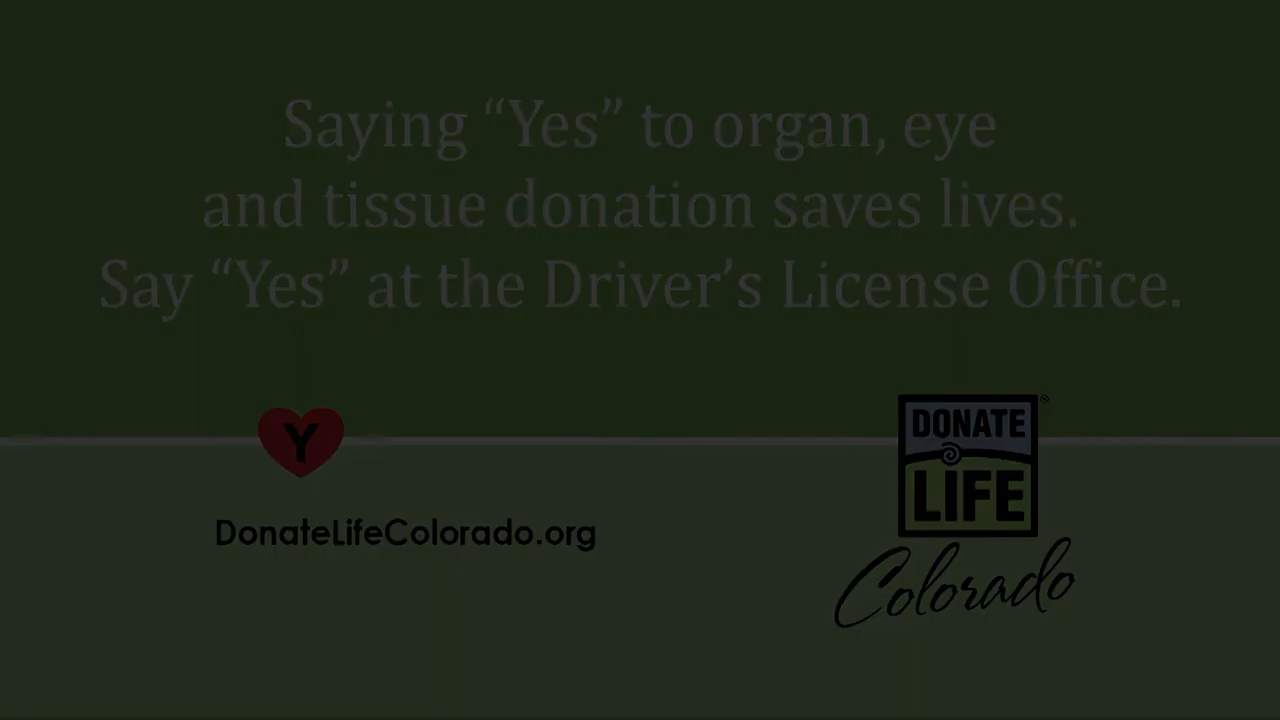 Saying “Yes” to organ, eye
and tissue donation saves lives.
Say “Yes” at the Driver’s License Office.
Y
DonateLifeColorado.org
DONATE
LIFE
®
Colorado